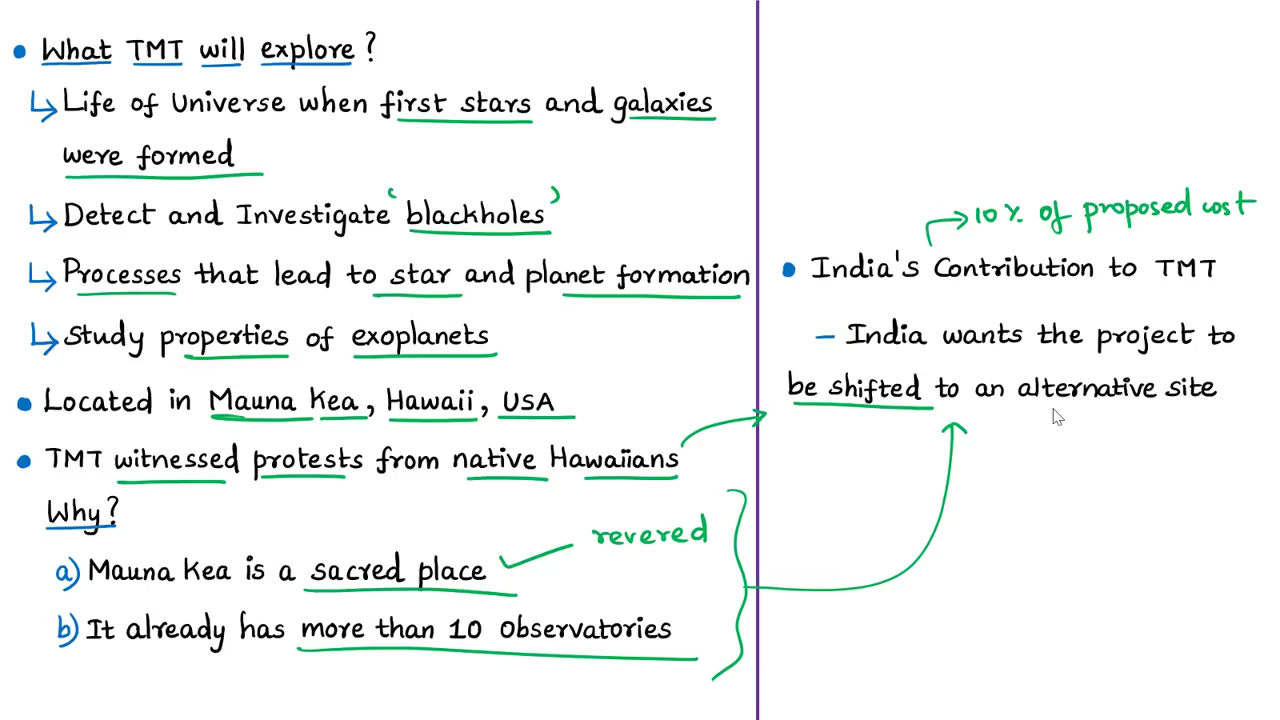 What TMT will explore?
Life of Universe when first stars and galaxies
were formed
Detect and Investigate 'blackholes'
Processes that lead to star and planet formation
Study properties of exoplanets
Located in Mauna Kea, Hawaii, USA
TMT witnessed protests from native Hawaiians
Why?
revered
a) Mauna Kea is a sacred place
b) It already has more than 10 Observatories
10% of proposed cost
India's Contribution to TMT
- India wants the project to
be shifted to an alternative site